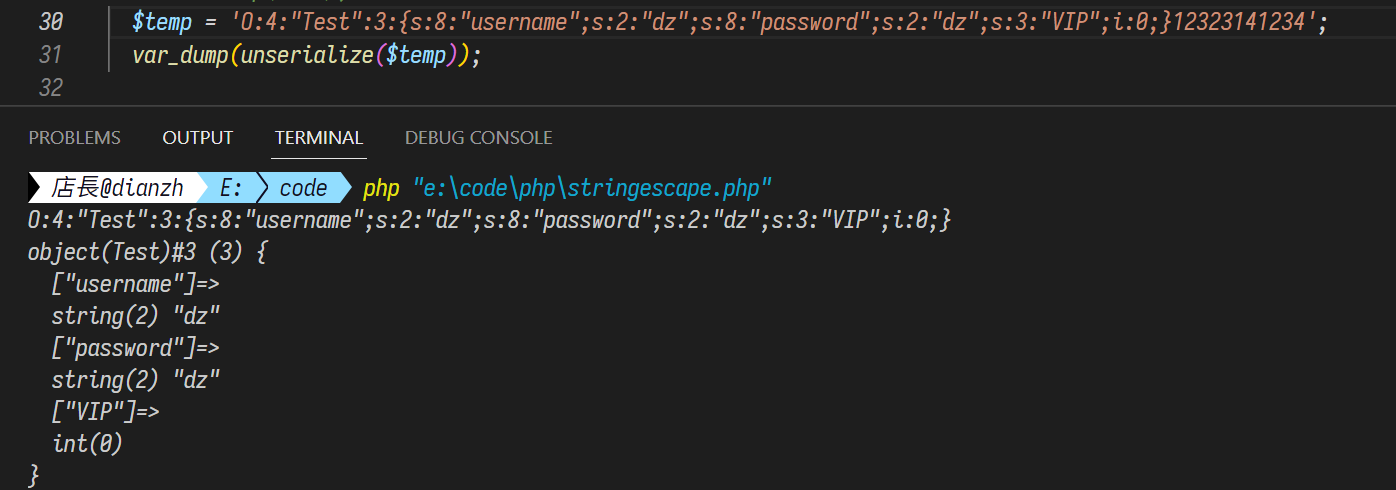 30 $temp = 'O:4:"Test":3:{s:8:"username";s:2:"dz";s:8:"password";s:2:"dz";s:3:"VIP";i:0;}12323141234';
31 var_dump(unserialize($temp));
32
PROBLEMS OUTPUT TERMINAL DEBUG CONSOLE
店長@dianzh E: code php "e:\code\php\stringescape.php"
O:4:"Test":3:{s:8:"username";s:2:"dz";s:8:"password";s:2:"dz";s:3:"VIP";i:0;}
object(Test)#3 (3) {
["username"]=>
string(2) "dz"
["password"]=>
string(2) "dz"
["VIP"]=>
int(0)
}